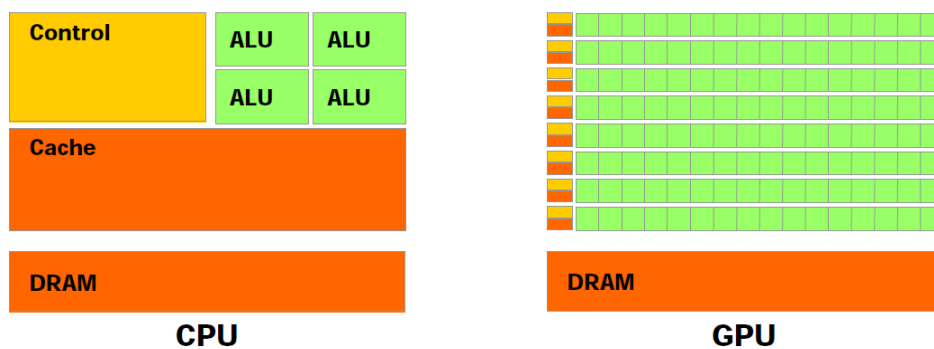 Control
ALU ALU
ALU ALU
Cache
DRAM
CPU
DRAM
GPU